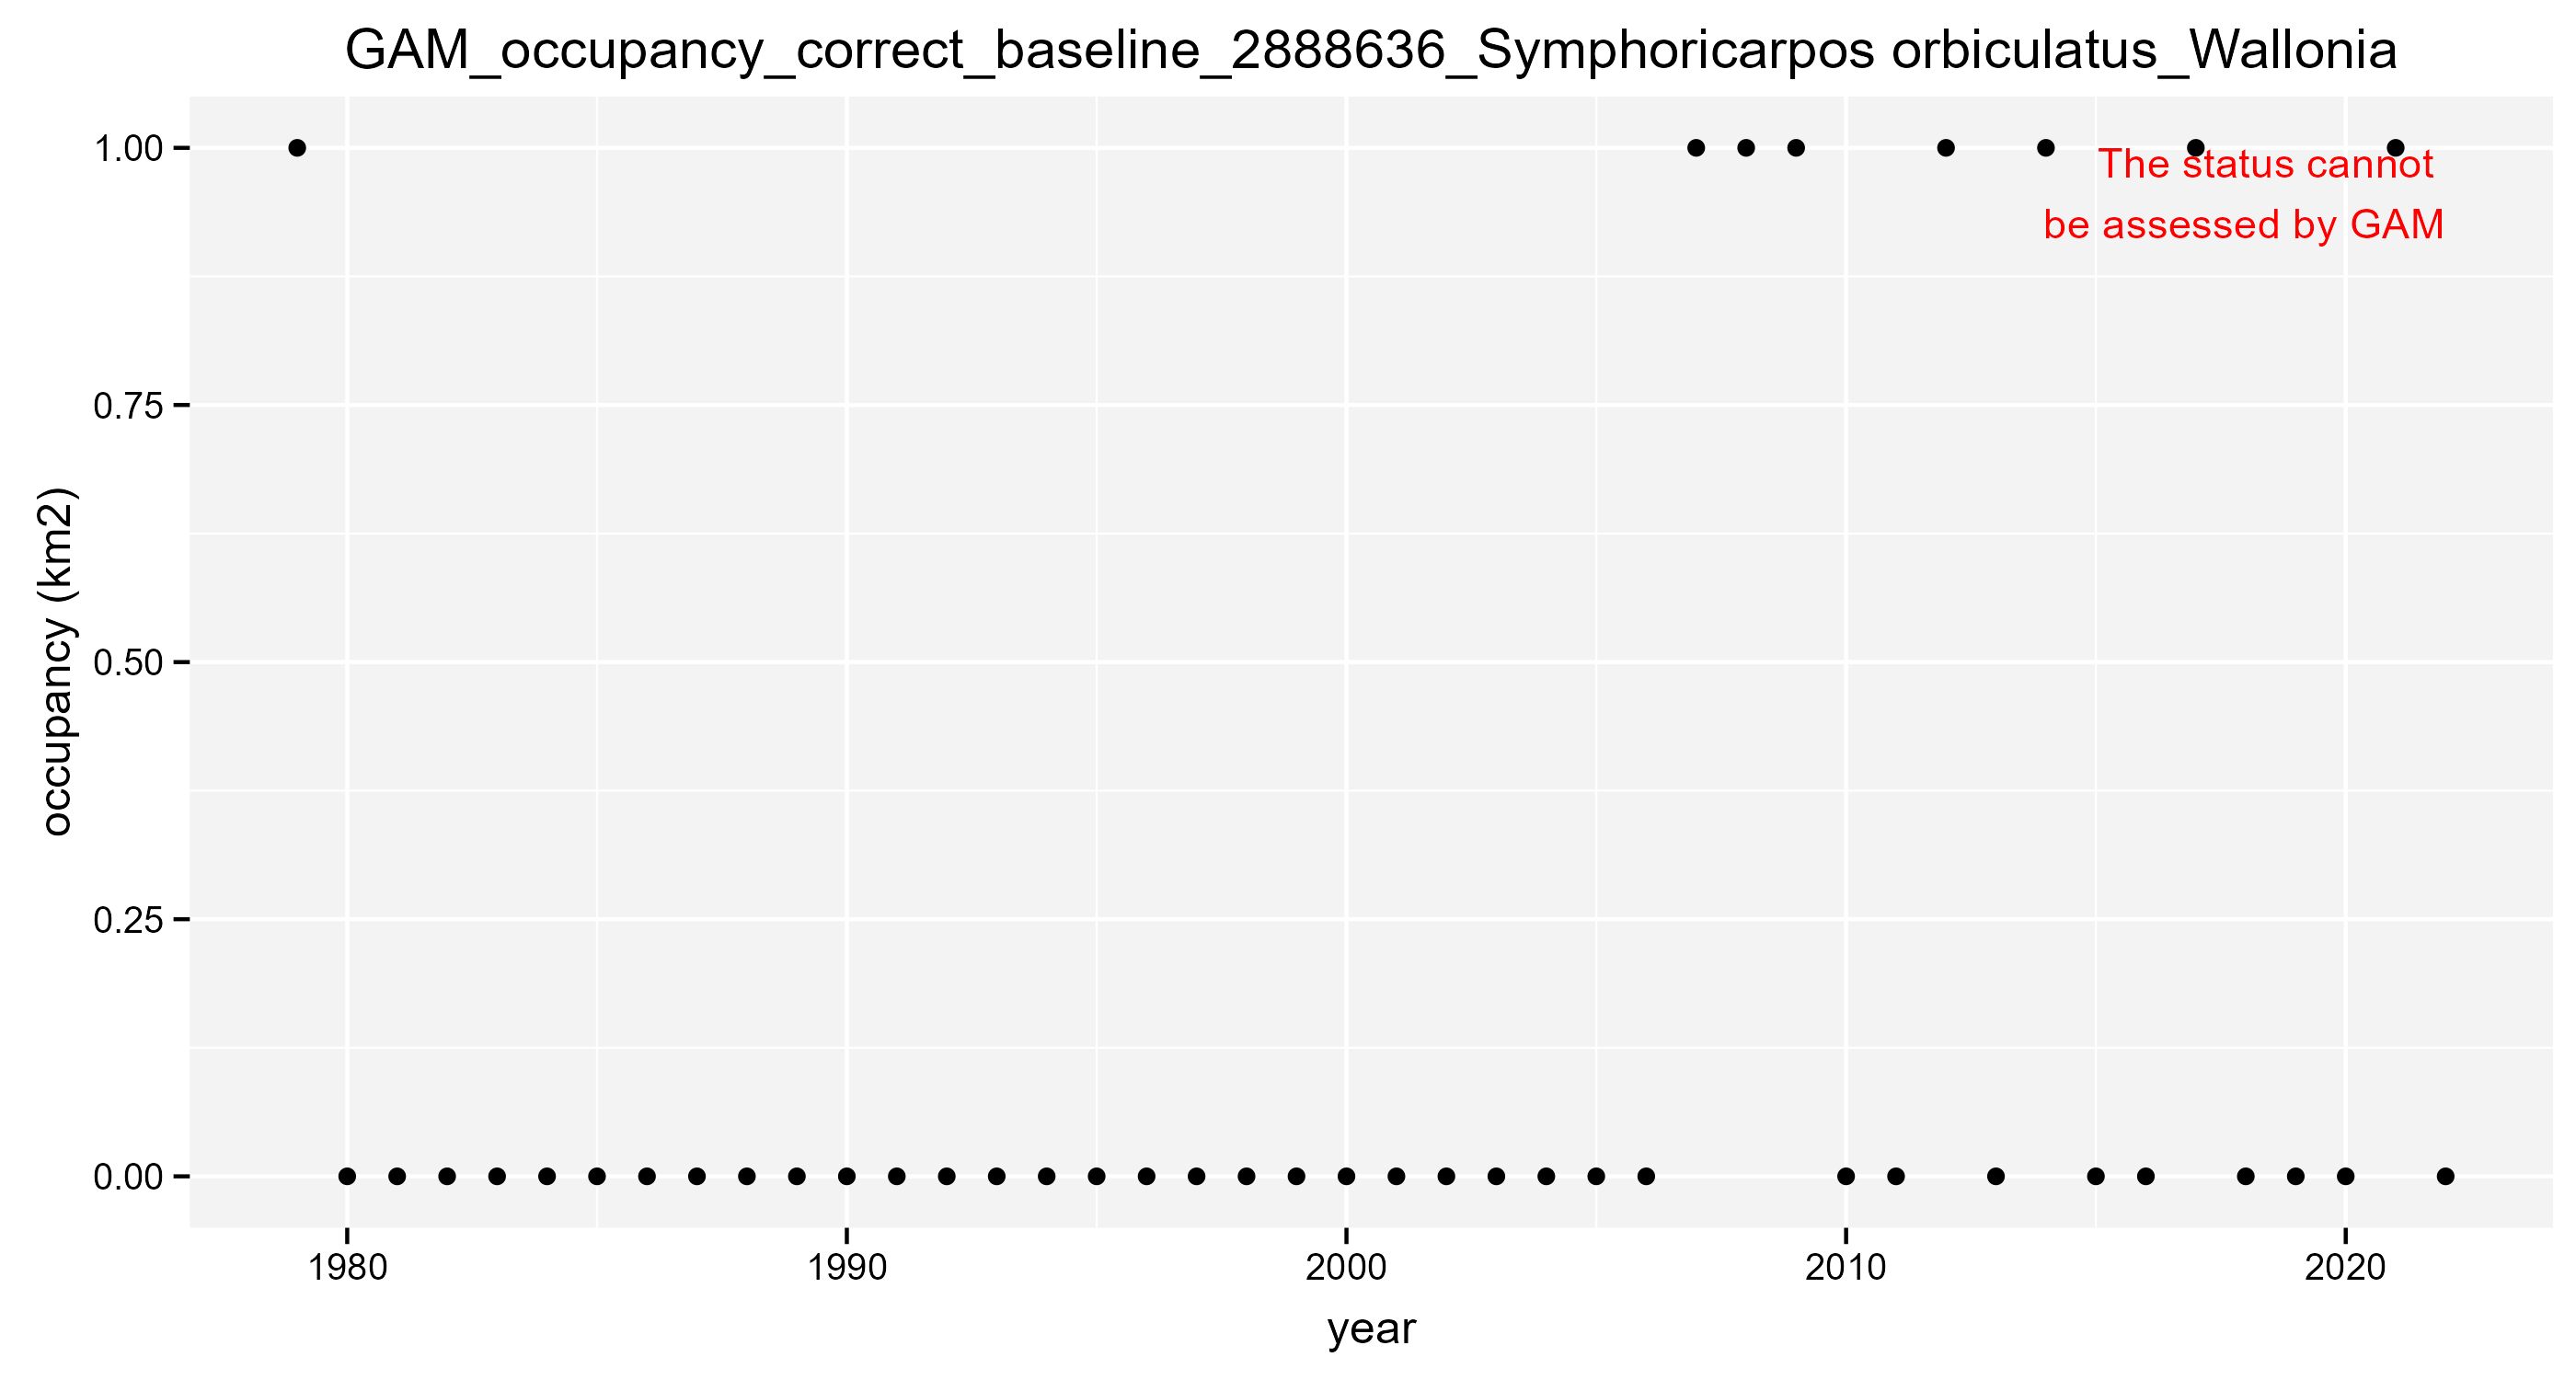 GAM_occupancy_correct_baseline_2888636_Symphoricarpos orbiculatus_Wallonia
1.00
0.75
0.50
0.25
0.00
occupancy (km2)
The status cannot
be assessed by GAM
1980
1990
2000
2010
2020
year